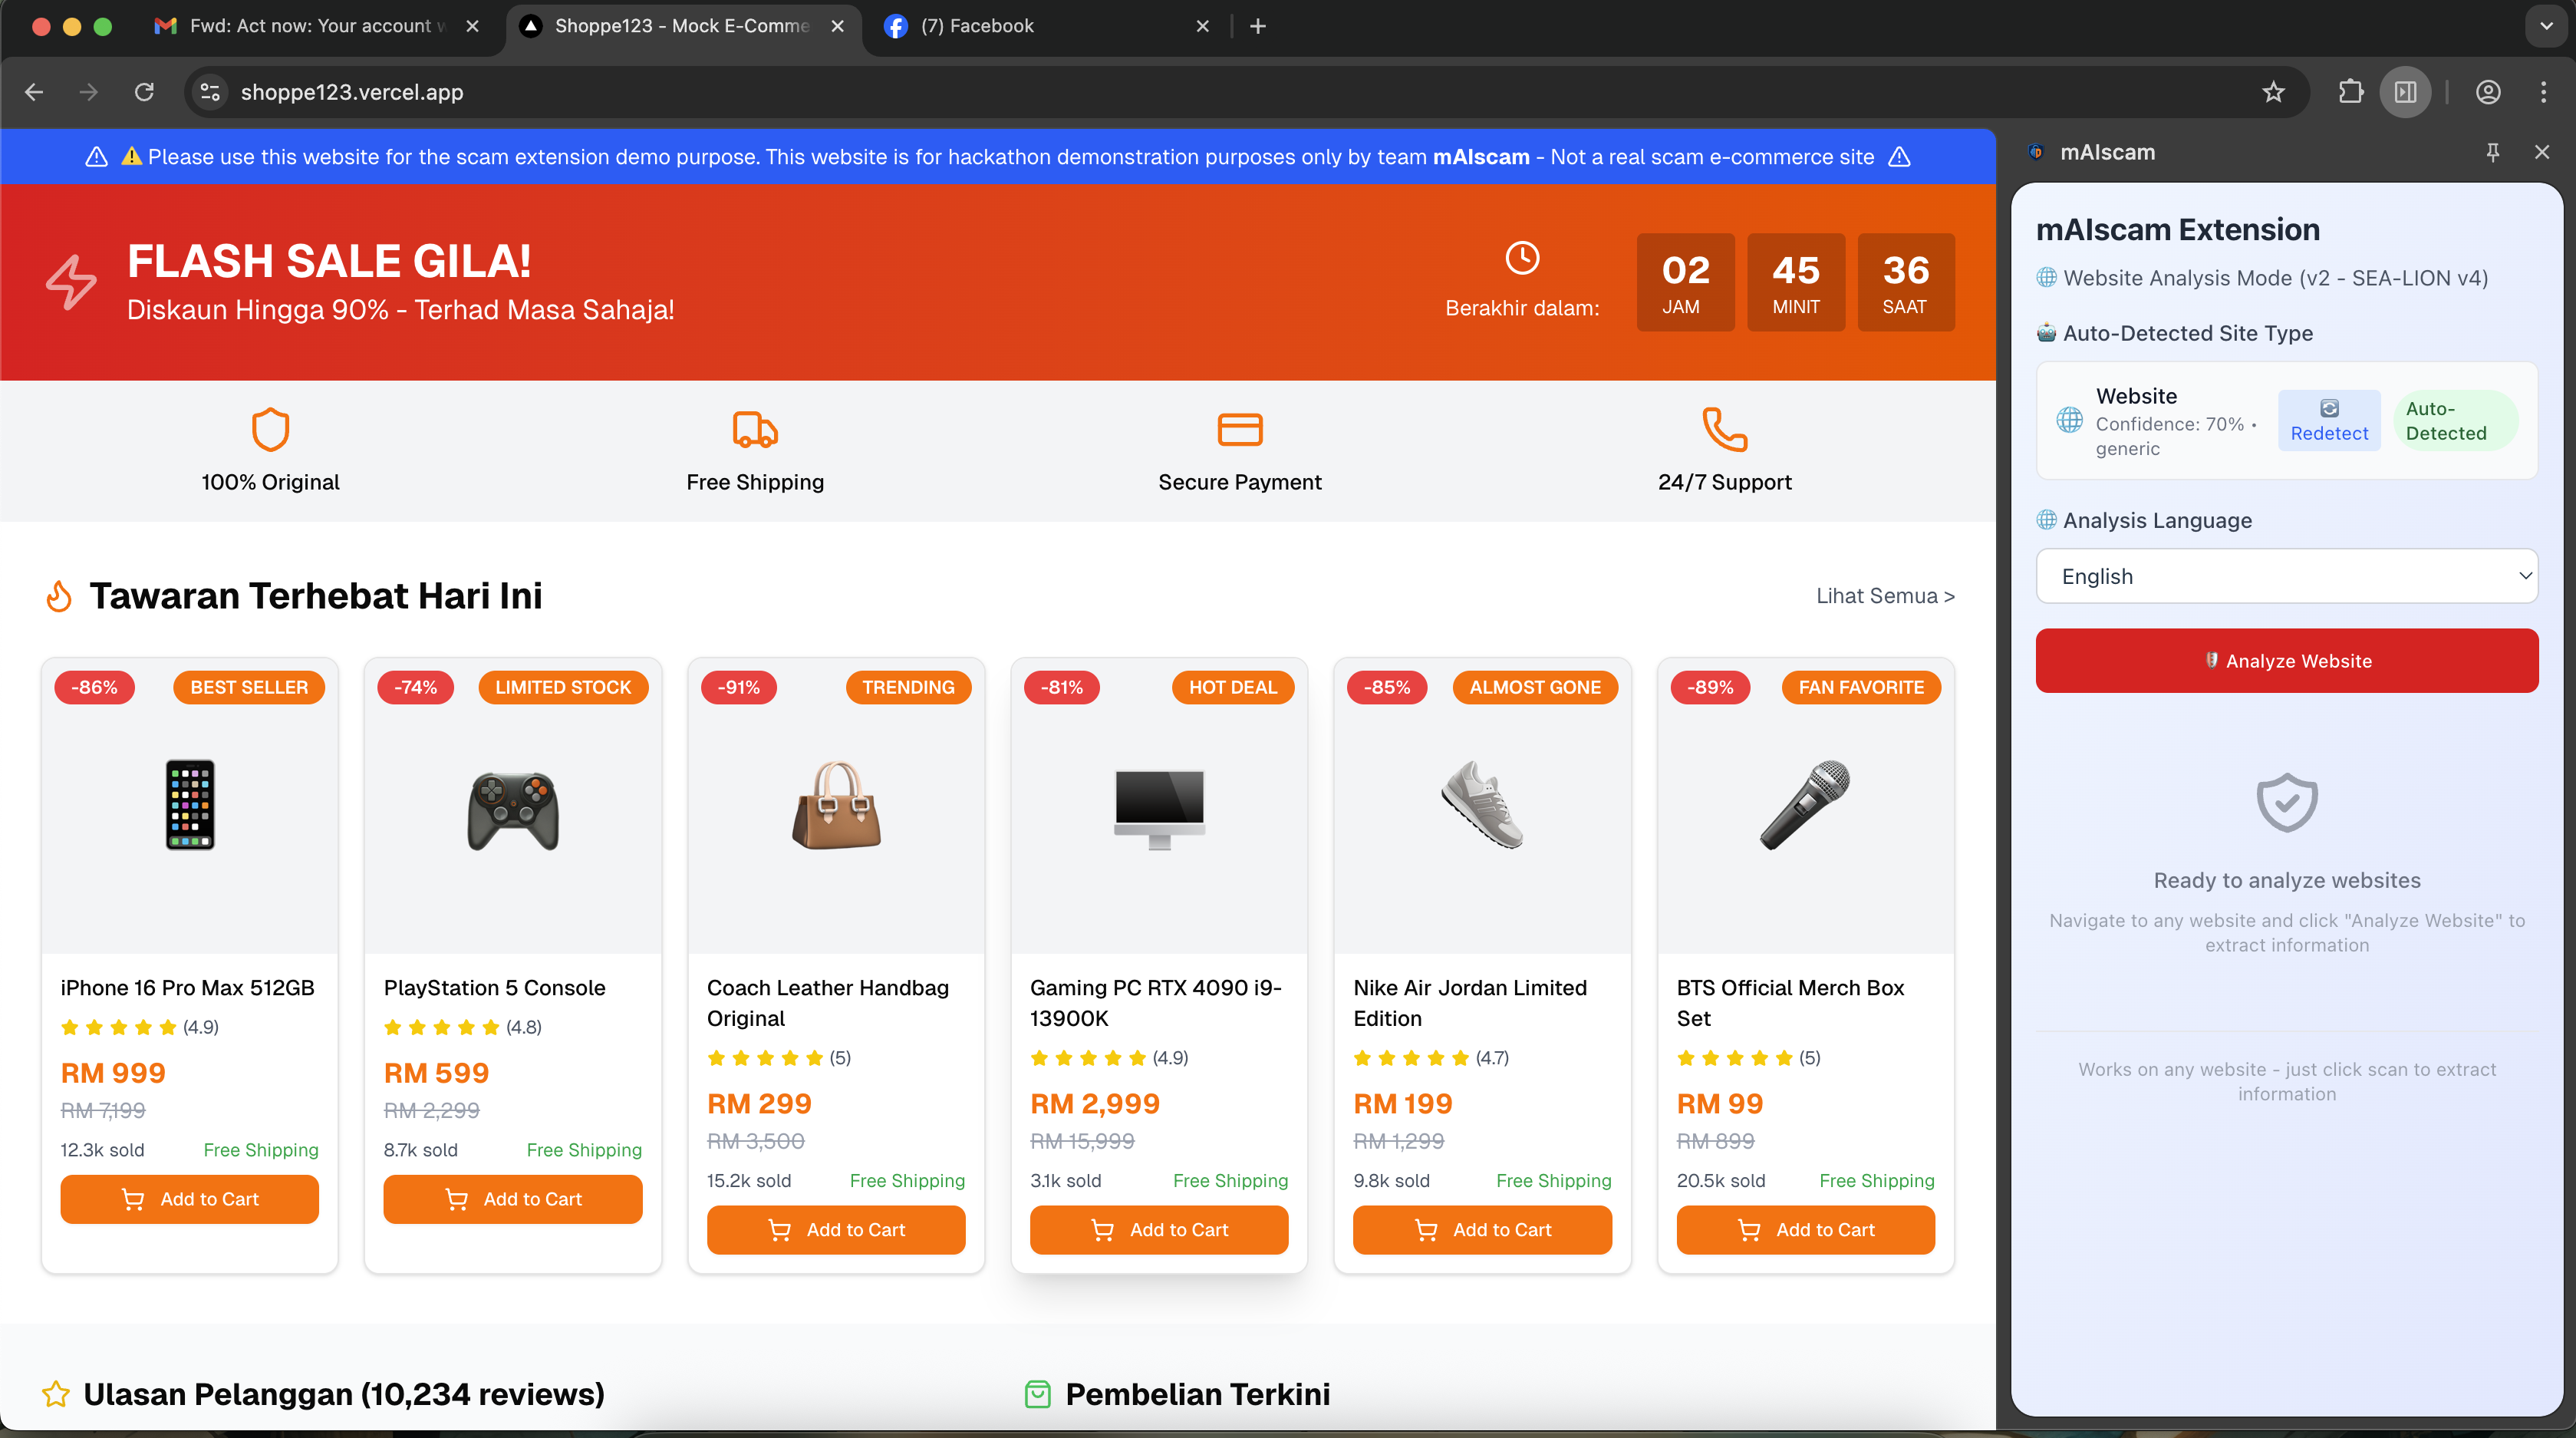 Fwd: Act now: Your account w
Shoppe123 - Mock E-Comme
(7) Facebook
shoppe123.vercel.app
Please use this website for the scam extension demo purpose. This website is for hackathon demonstration purposes only by team mAIscam - Not a real scam e-commerce site
FLASH SALE GILA!
Diskaun Hingga 90% - Terhad Masa Sahaja!
Berakhir dalam:
02
JAM
45
MINIT
36
SAAT
100% Original
Free Shipping
Secure Payment
24/7 Support
Tawaran Terhebat Hari Ini
Lihat Semua >
-86%
BEST SELLER
iPhone 16 Pro Max 512GB
(4.9)
RM 999
RM 7,199
12.3k sold
Free Shipping
Add to Cart
-74%
LIMITED STOCK
PlayStation 5 Console
(4.8)
RM 599
RM 2,299
8.7k sold
Free Shipping
Add to Cart
-91%
TRENDING
Coach Leather Handbag
Original
(5)
RM 299
RM 3,500
15.2k sold
Free Shipping
Add to Cart
-81%
HOT DEAL
Gaming PC RTX 4090 i9-
13900K
(4.9)
RM 2,999
RM 15,999
3.1k sold
Free Shipping
Add to Cart
-85%
ALMOST GONE
Nike Air Jordan Limited
Edition
(4.7)
RM 199
RM 1,299
9.8k sold
Free Shipping
Add to Cart
-89%
FAN FAVORITE
BTS Official Merch Box
Set
(5)
RM 99
RM 899
20.5k sold
Free Shipping
Add to Cart
Ulasan Pelanggan (10,234 reviews)
Pembelian Terkini
mAIscam
mAIscam Extension
Website Analysis Mode (v2 - SEA-LION v4)
Auto-Detected Site Type
Website
Confidence: 70% •
generic
Redetect
Auto-
Detected
Analysis Language
English
Analyze Website
Ready to analyze websites
Navigate to any website and click "Analyze Website" to
extract information
Works on any website - just click scan to extract
information